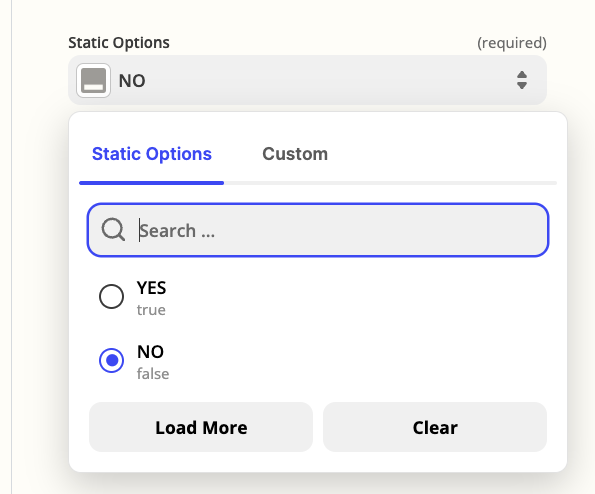 Static Options (required)
NO
Static Options Custom
Search ...
YES
true
NO
false
Load More Clear